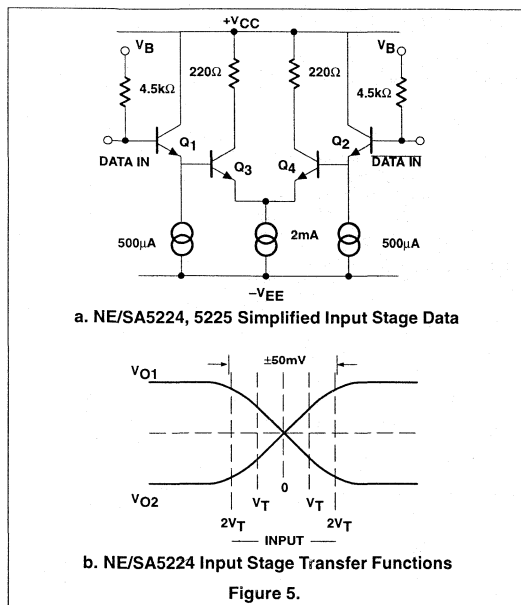 +VCC
VB
VB
220Ω
220Ω
4.5kΩ
4.5kΩ
Q1
Q2
DATA IN
Q3
Q4
DATA IN
500μA
2mA
500μA
–VEE
a. NE/SA5224, 5225 Simplified Input Stage Data
±50mV
VO1
VO2
VT
0
VT
2VT
2VT
INPUT
b. NE/SA5224 Input Stage Transfer Functions
Figure 5.